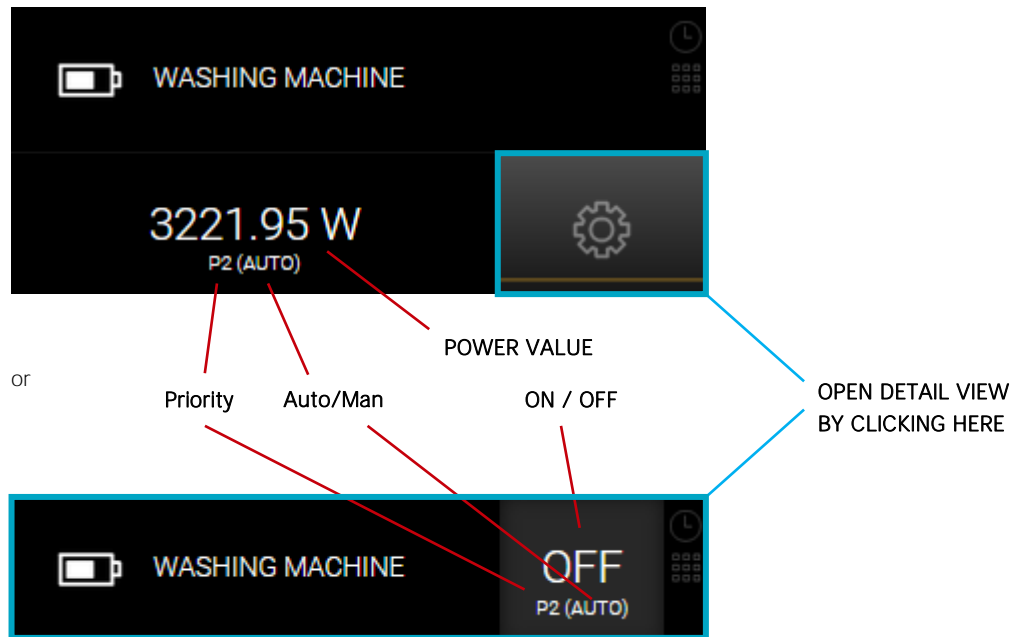 WASHING MACHINE
3221.95 W
P2 (AUTO)
POWER VALUE
or
Priority
Auto/Man
ON / OFF
OPEN DETAIL VIEW
BY CLICKING HERE
WASHING MACHINE
OFF
P2 (AUTO)